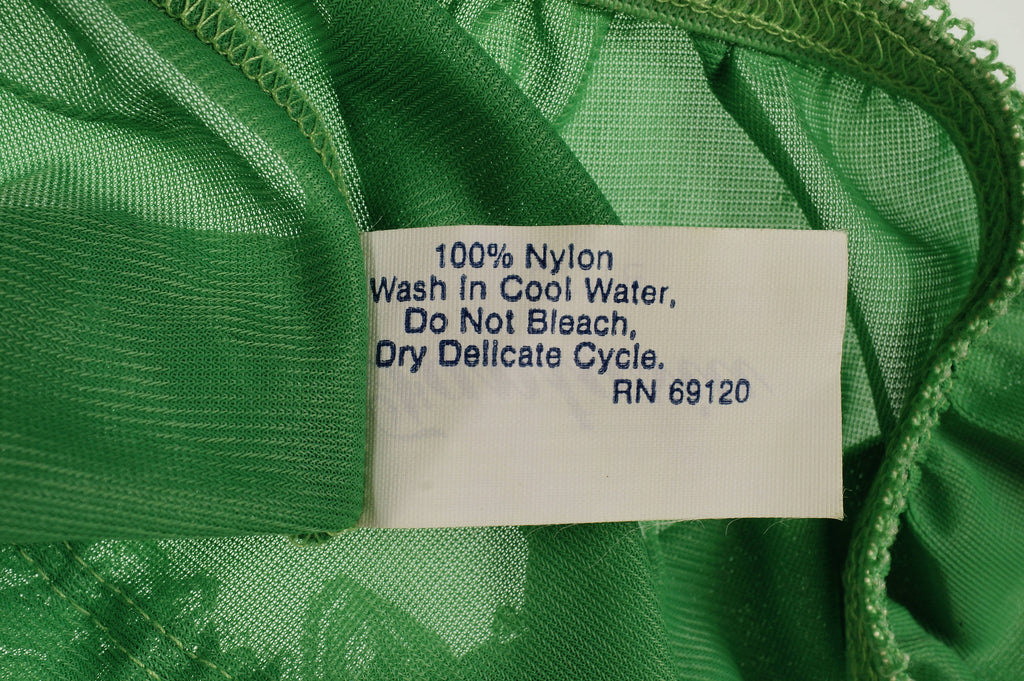 100% Nylon
Wash In Cool Water,
Do Not Bleach,
Dry Delicate Cycle.
RN 69120